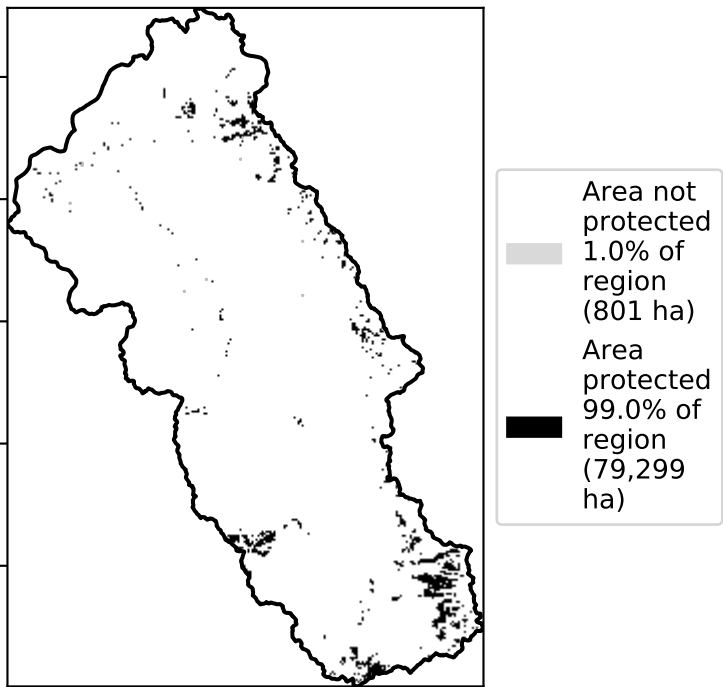 Area not
protected
1.0% of
region
(801 ha)
Area
protected
99.0% of
region
(79,299
ha)